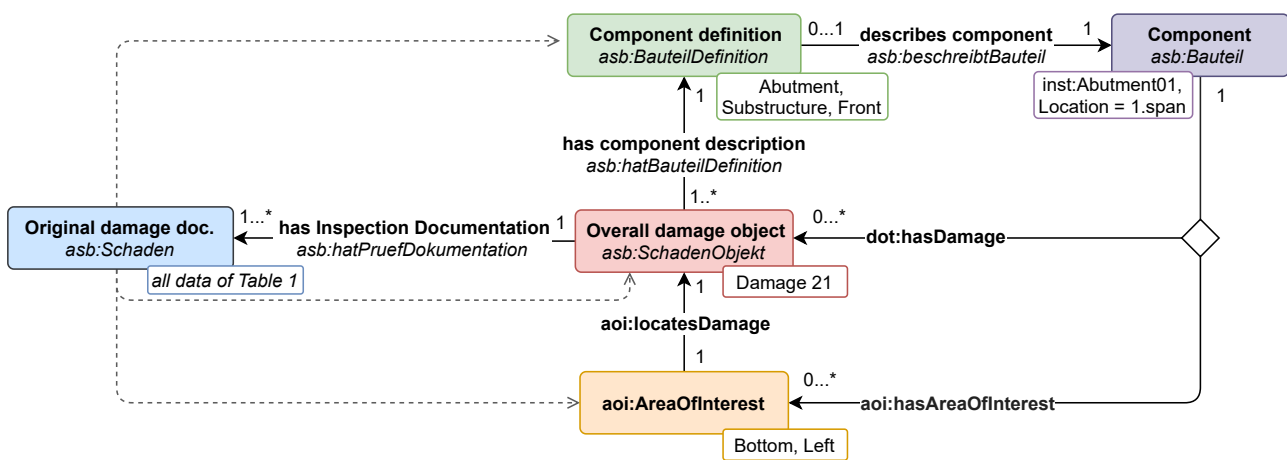 Component definition
asb:BauteilDefinition
0...1
describes component
asb:beschreibtBauteil
1
Component
asb:Bauteil
Abutment,
Substructure, Front
inst:Abutment01,
Location = 1.span
1
1
has component description
asb:hatBauteilDefinition
1..*
Original damage doc.
asb:Schaden
all data of Table 1
1...*
has Inspection Documentation
asb:hatPruefDokumentation
1
Overall damage object
asb:SchadenObjekt
Damage 21
0...*
dot:hasDamage
1
aoi:locatesDamage
1
aoi:AreaOfInterest
Bottom, Left
0...*
aoi:hasAreaOfInterest